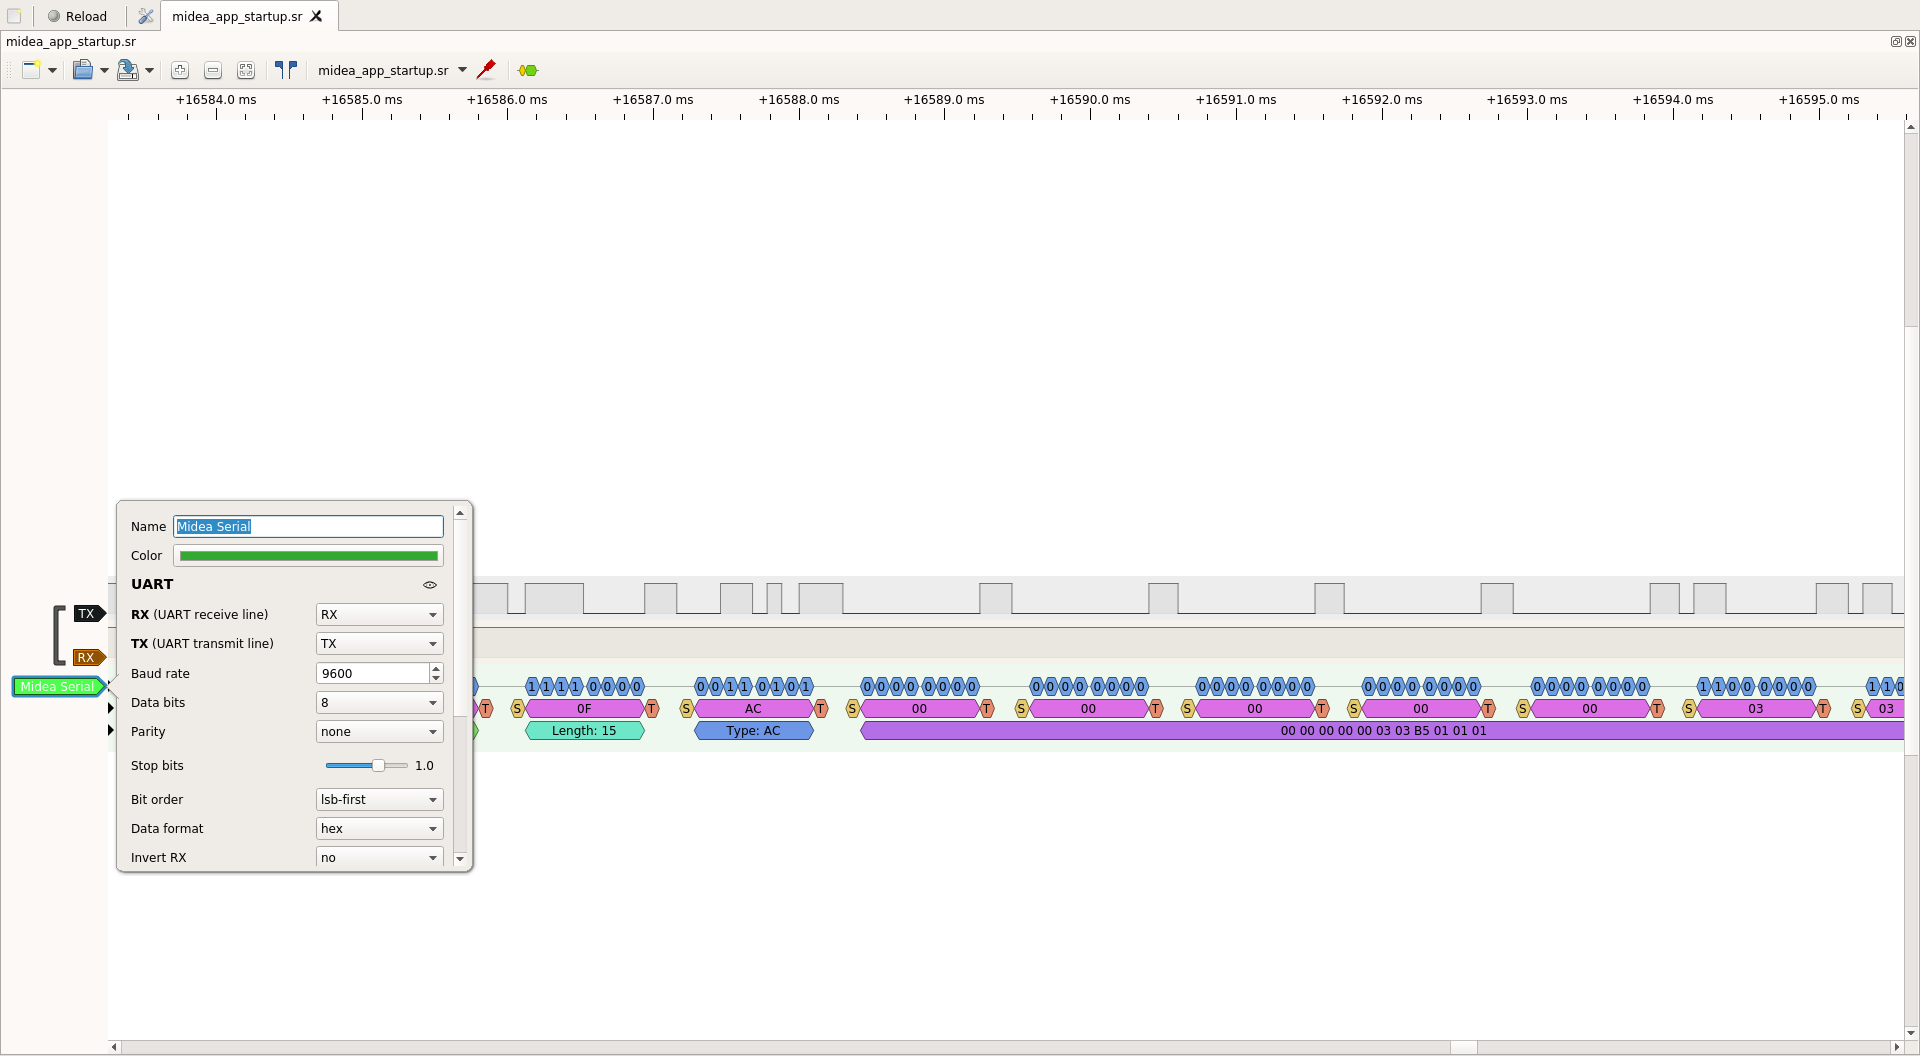 Reload
midea_app_startup.sr
midea_app_startup.sr
midea_app_startup.sr
+16584.0 ms +16585.0 ms +16586.0 ms +16587.0 ms +16588.0 ms +16589.0 ms +16590.0 ms +16591.0 ms +16592.0 ms +16593.0 ms +16594.0 ms +16595.0 ms
Name Midea Serial
Color
UART
TX
RX (UART receive line) RX
TX (UART transmit line) TX
RX
Baud rate 9600
Midea Serial
1 1 1 1 0 0 0 0 0 0 1 1 0 1 0 1 0 0 0 0 0 0 0 0 0 0 0 0 0 0 0 0 0 0 0 0 0 0 0 0 0 0 0 0 0 0 0 0 0 0 0 0 0 0 0 0 1 1 0 0 0 0 0 0 1 1 0
Data bits 8
T S 0F T S AC T S 00 T S 00 T S 00 T S 00 T S 00 T S 03 T S 03
Parity none
Length: 15 Type: AC 00 00 00 00 00 03 03 B5 01 01 01
Stop bits 1.0
Bit order lsb-first
Data format hex
Invert RX no